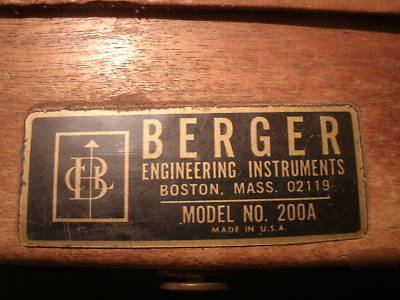 BERGER
ENGINEERING INSTRUMENTS
BOSTON, MASS. 02119
MODEL NO. 200A
MADE IN U.S.A